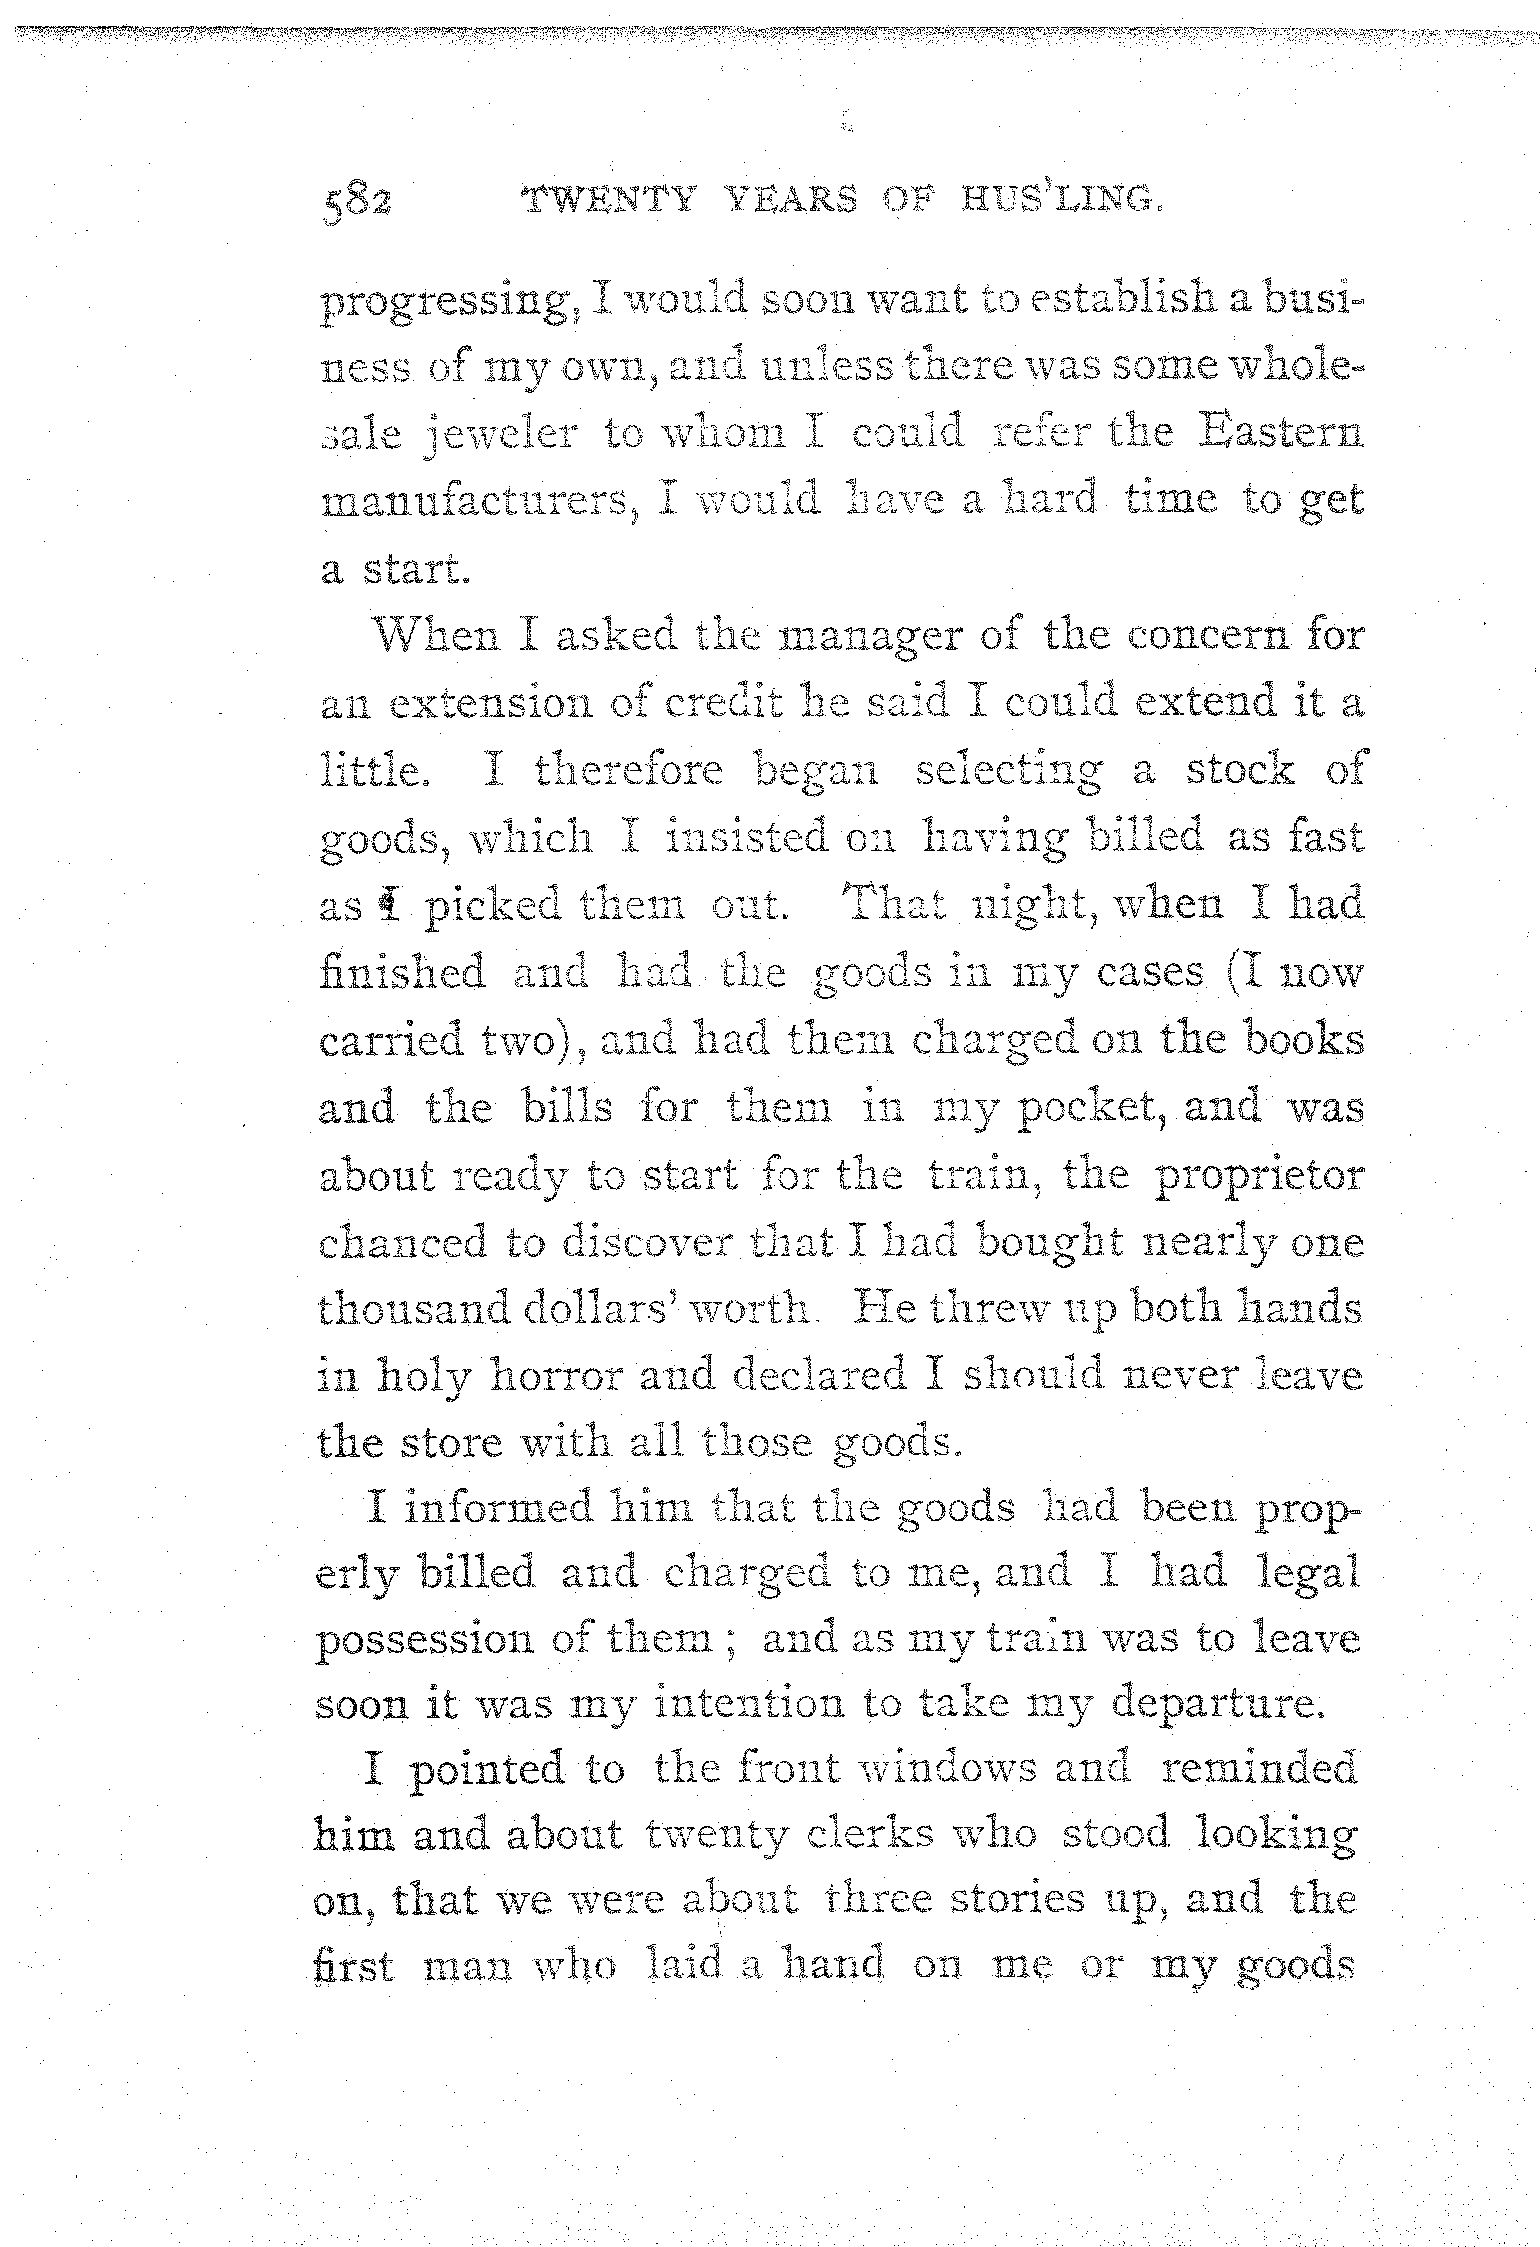 582 TWENTY YEARS OF HUS'LING.
progressing, I would soon want to establish a busi-
ness of my own, and unless there was some whole-
sale jeweler to whom I could refer the Eastern
manufacturers, I would have a hard time to get
a start.
When I asked the manager of the concern for
an extension of credit he said I could extend it a
little. I therefore began selecting a stock of
goods, which I insisted on having billed as fast
as I picked them out. That night, when I had
finished and had the goods in my cases (I now
carried two), and had them charged on the books
and the bills for them in my pocket, and was
about ready to start for the train, the proprietor
chanced to discover that I had bought nearly one
thousand dollars' worth. He threw up both hands
in holy horror and declared I should never leave
the store with all those goods.
I informed him that the goods had been prop-
erly billed and charged to me, and I had legal
possession of them ; and as my train was to leave
soon it was my intention to take my departure.
I pointed to the front windows and reminded
him and about twenty clerks who stood looking
on, that we were about three stories up, and the
first man who laid a hand on me or my goods